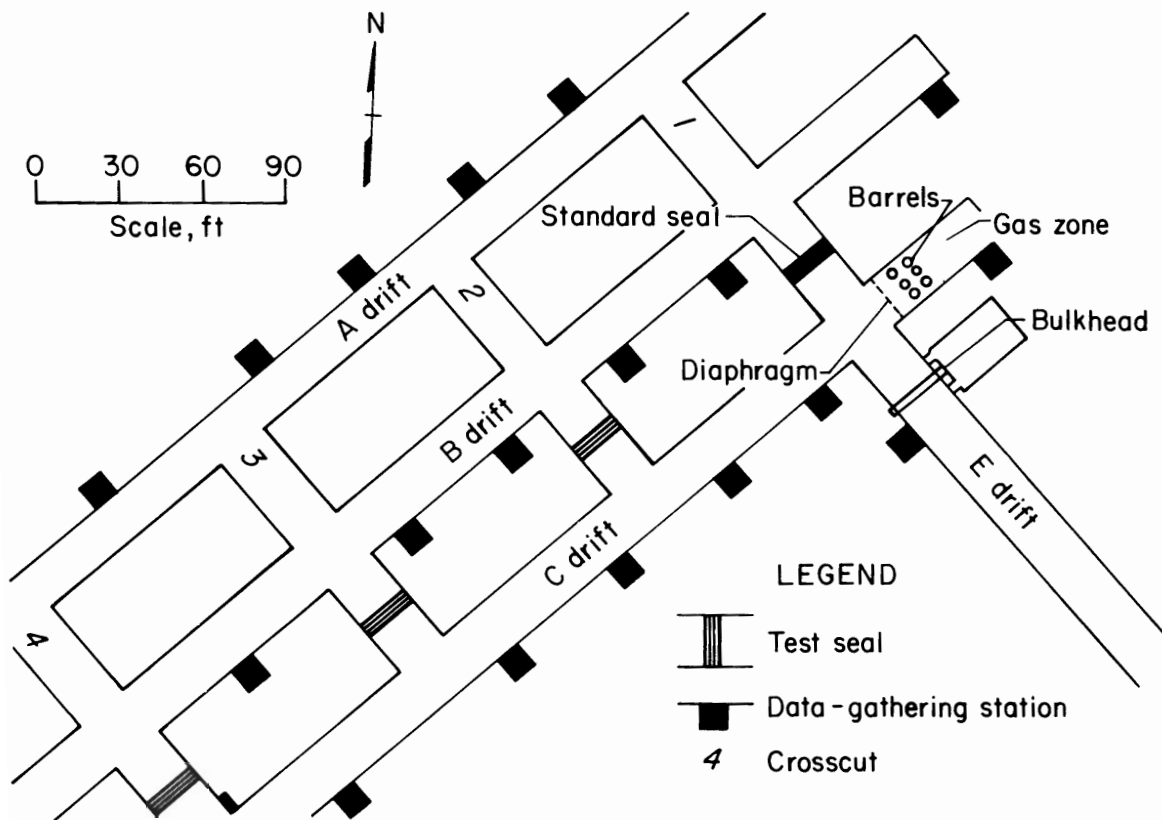 N
0 30 60 90
Scale, ft
1
2
3
4
A drift
B drift
C drift
E drift
Standard seal
Barrels
Gas zone
Bulkhead
Diaphragm
LEGEND
Test seal
Data-gathering station
4 Crosscut